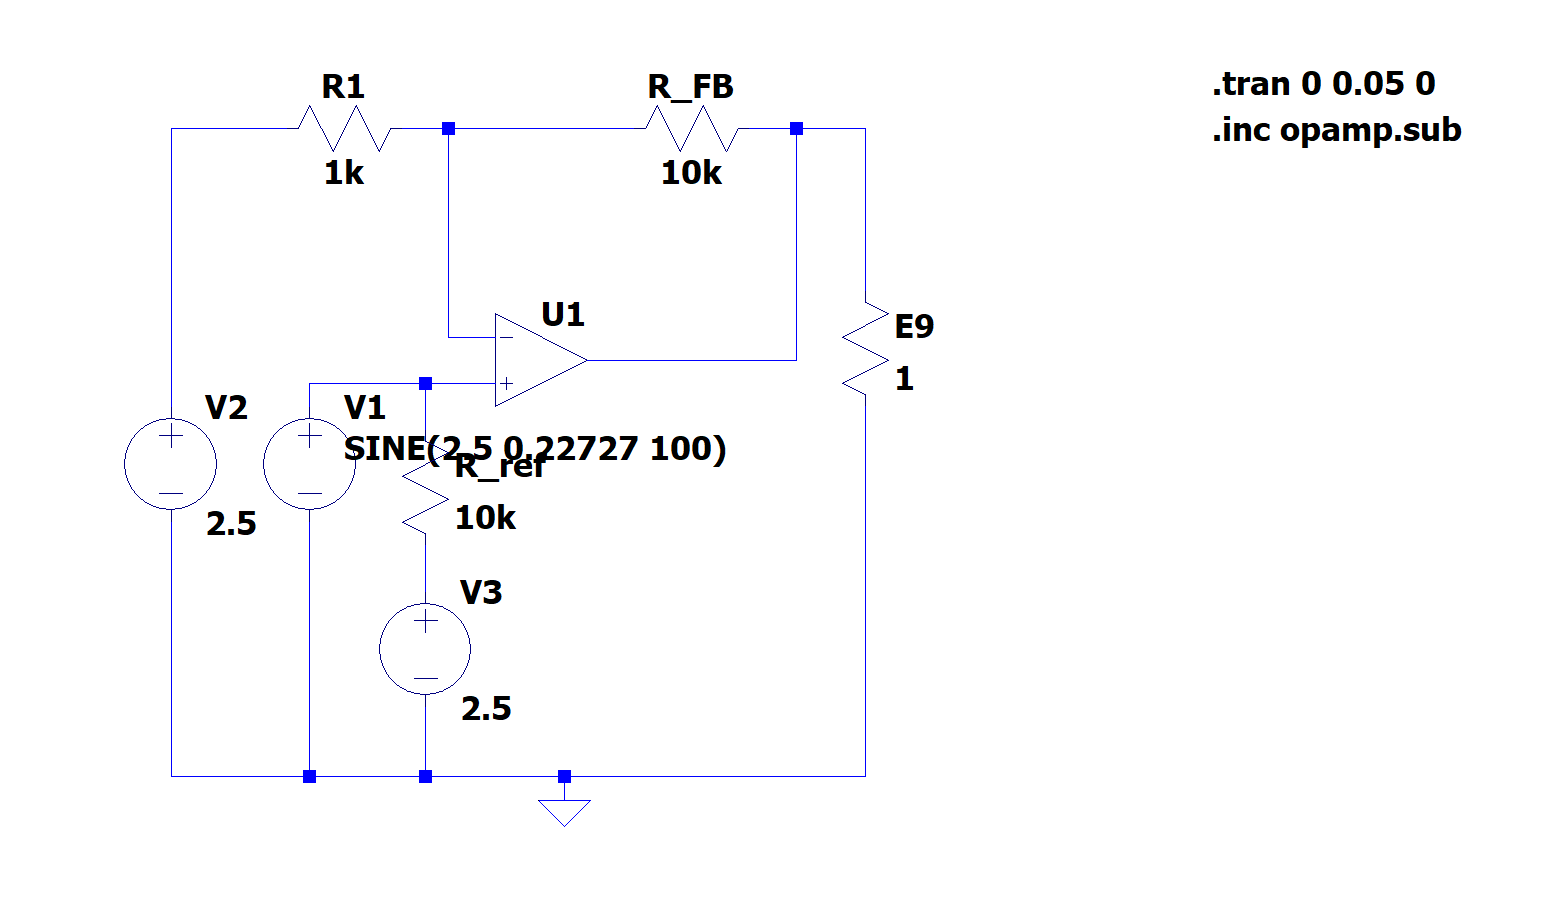 R1
1k
R_FB
10k
.tran 0 0.05 0
.inc opamp.sub
U1
E9
1
V2
2.5
V1
SINE(2.5 0.22727 100)
R_ref
10k
V3
2.5